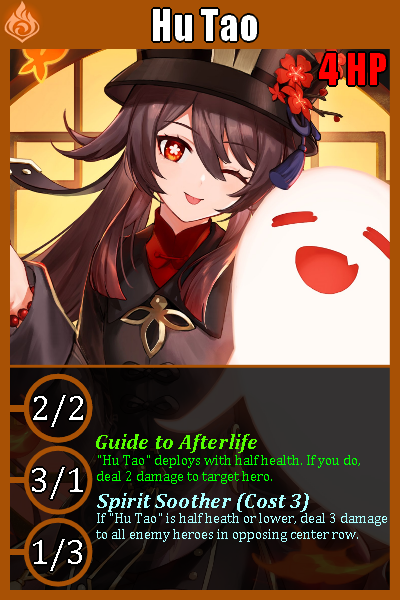 Hu Tao
4 HP
2/2
Guide to Afterlife
"Hu Tao" deploys with half health. If you do,
deal 2 damage to target hero.
3/1
Spirit Soother (Cost 3)
If "Hu Tao" is half heath or lower, deal 3 damage
to all enemy heroes in opposing center row.
1/3